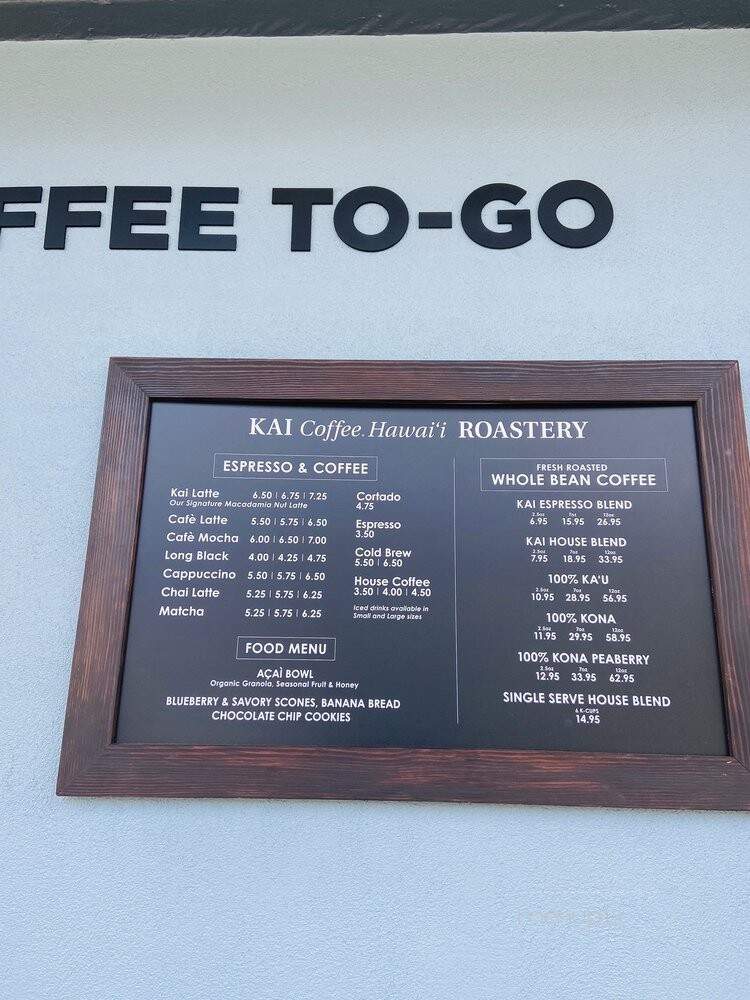 FFEE TO-GO
KAI Coffee Hawai‘i ROASTERY
ESPRESSO & COFFEE
Kai Latte 6.50 | 6.75 | 7.25
Our Signature Macadamia Nut Latte
Cafè Latte 5.50 | 5.75 | 6.50
Cafè Mocha 6.00 | 6.50 | 7.00
Long Black 4.00 | 4.25 | 4.75
Cappuccino 5.50 | 5.75 | 6.50
Chai Latte 5.25 | 5.75 | 6.25
Matcha 5.25 | 5.75 | 6.25
Cortado
4.75
Espresso
3.50
Cold Brew
5.50 | 6.50
House Coffee
3.50 | 4.00 | 4.50
Iced drinks available in
Small and Large sizes
FOOD MENU
AÇAÌ BOWL
Organic Granola, Seasonal Fruit & Honey
BLUEBERRY & SAVORY SCONES, BANANA BREAD
CHOCOLATE CHIP COOKIES
FRESH ROASTED
WHOLE BEAN COFFEE
KAI ESPRESSO BLEND
2.5oz 7oz 12oz
6.95 15.95 26.95
KAI HOUSE BLEND
2.5oz 7oz 12oz
7.95 18.95 33.95
100% KA'U
2.5oz 7oz 12oz
10.95 28.95 56.95
100% KONA
2.5oz 7oz 12oz
11.95 29.95 58.95
100% KONA PEABERRY
2.5oz 7oz 12oz
12.95 33.95 62.95
SINGLE SERVE HOUSE BLEND
6 K-CUPS
14.95